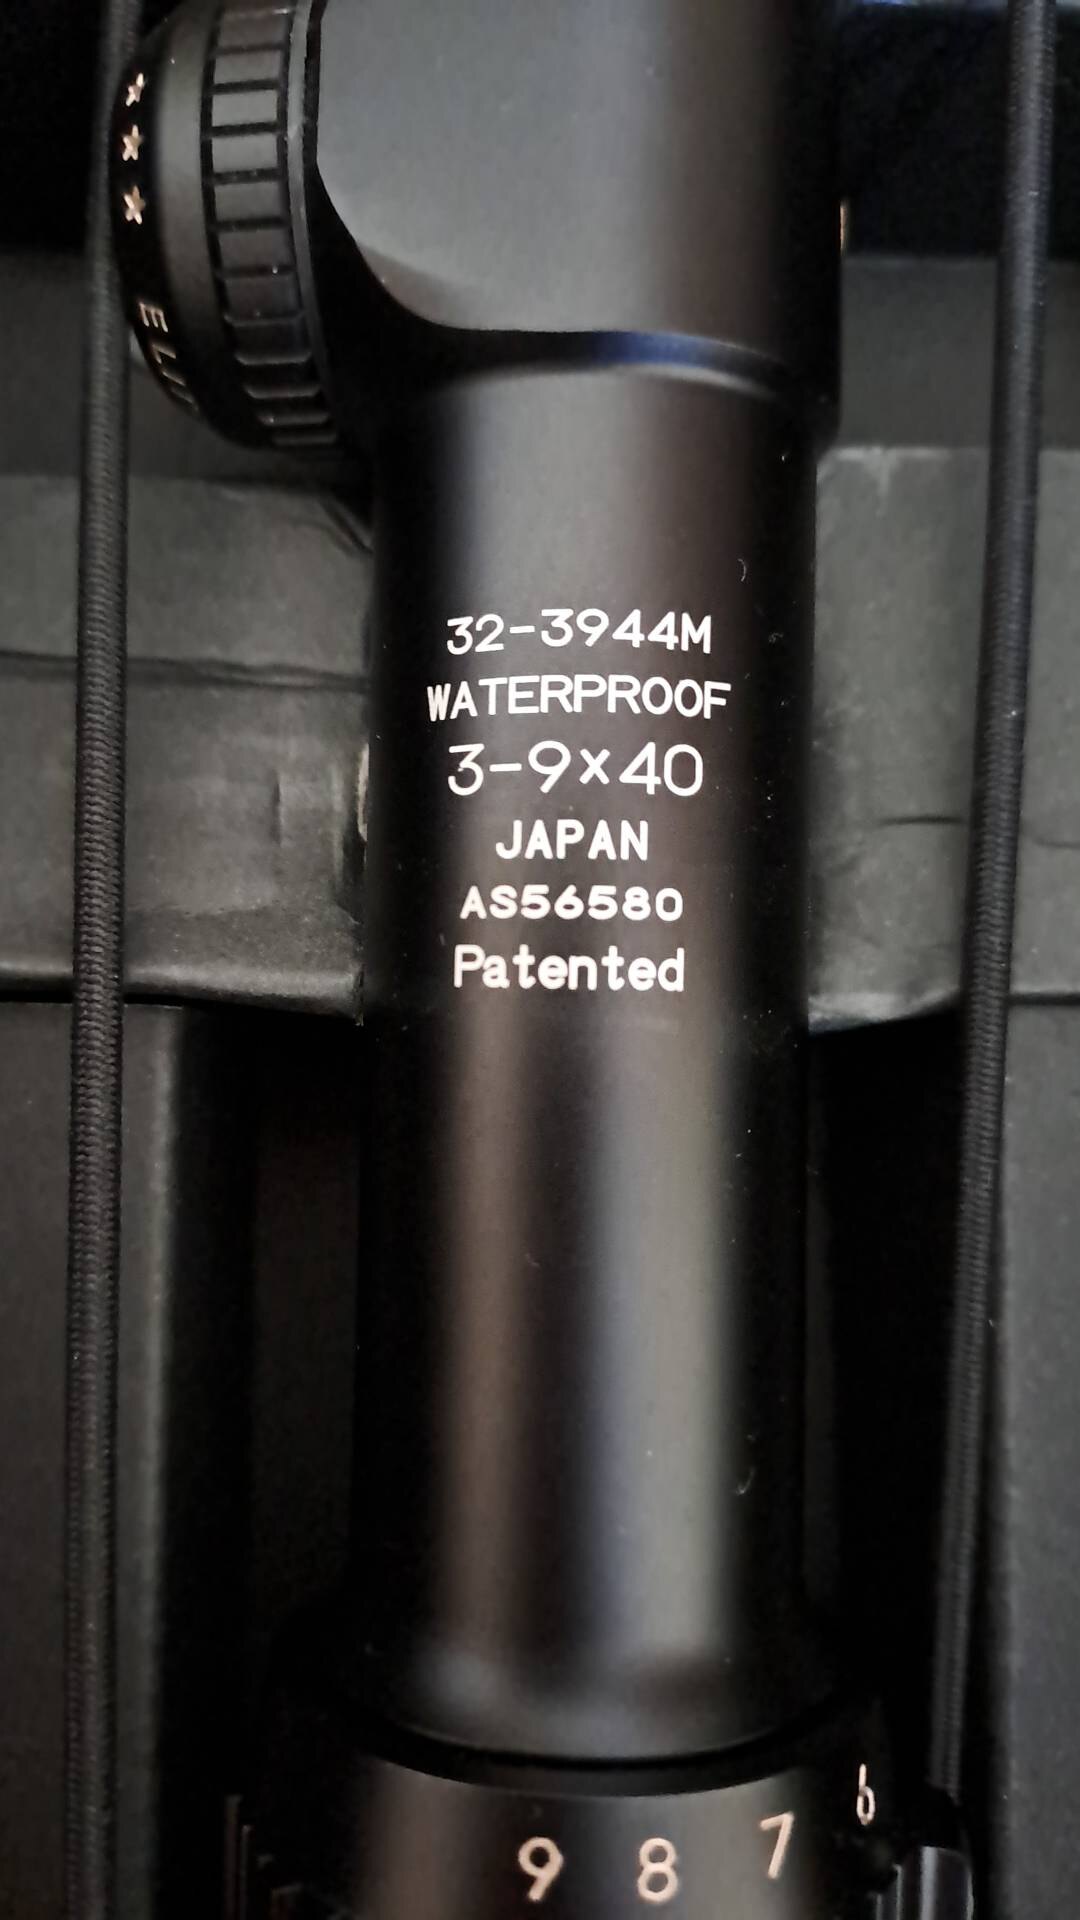 ★ ★ ★
32-3944M
WATERPROOF
3-9×40
JAPAN
AS56580
Patented
9 8 7 6